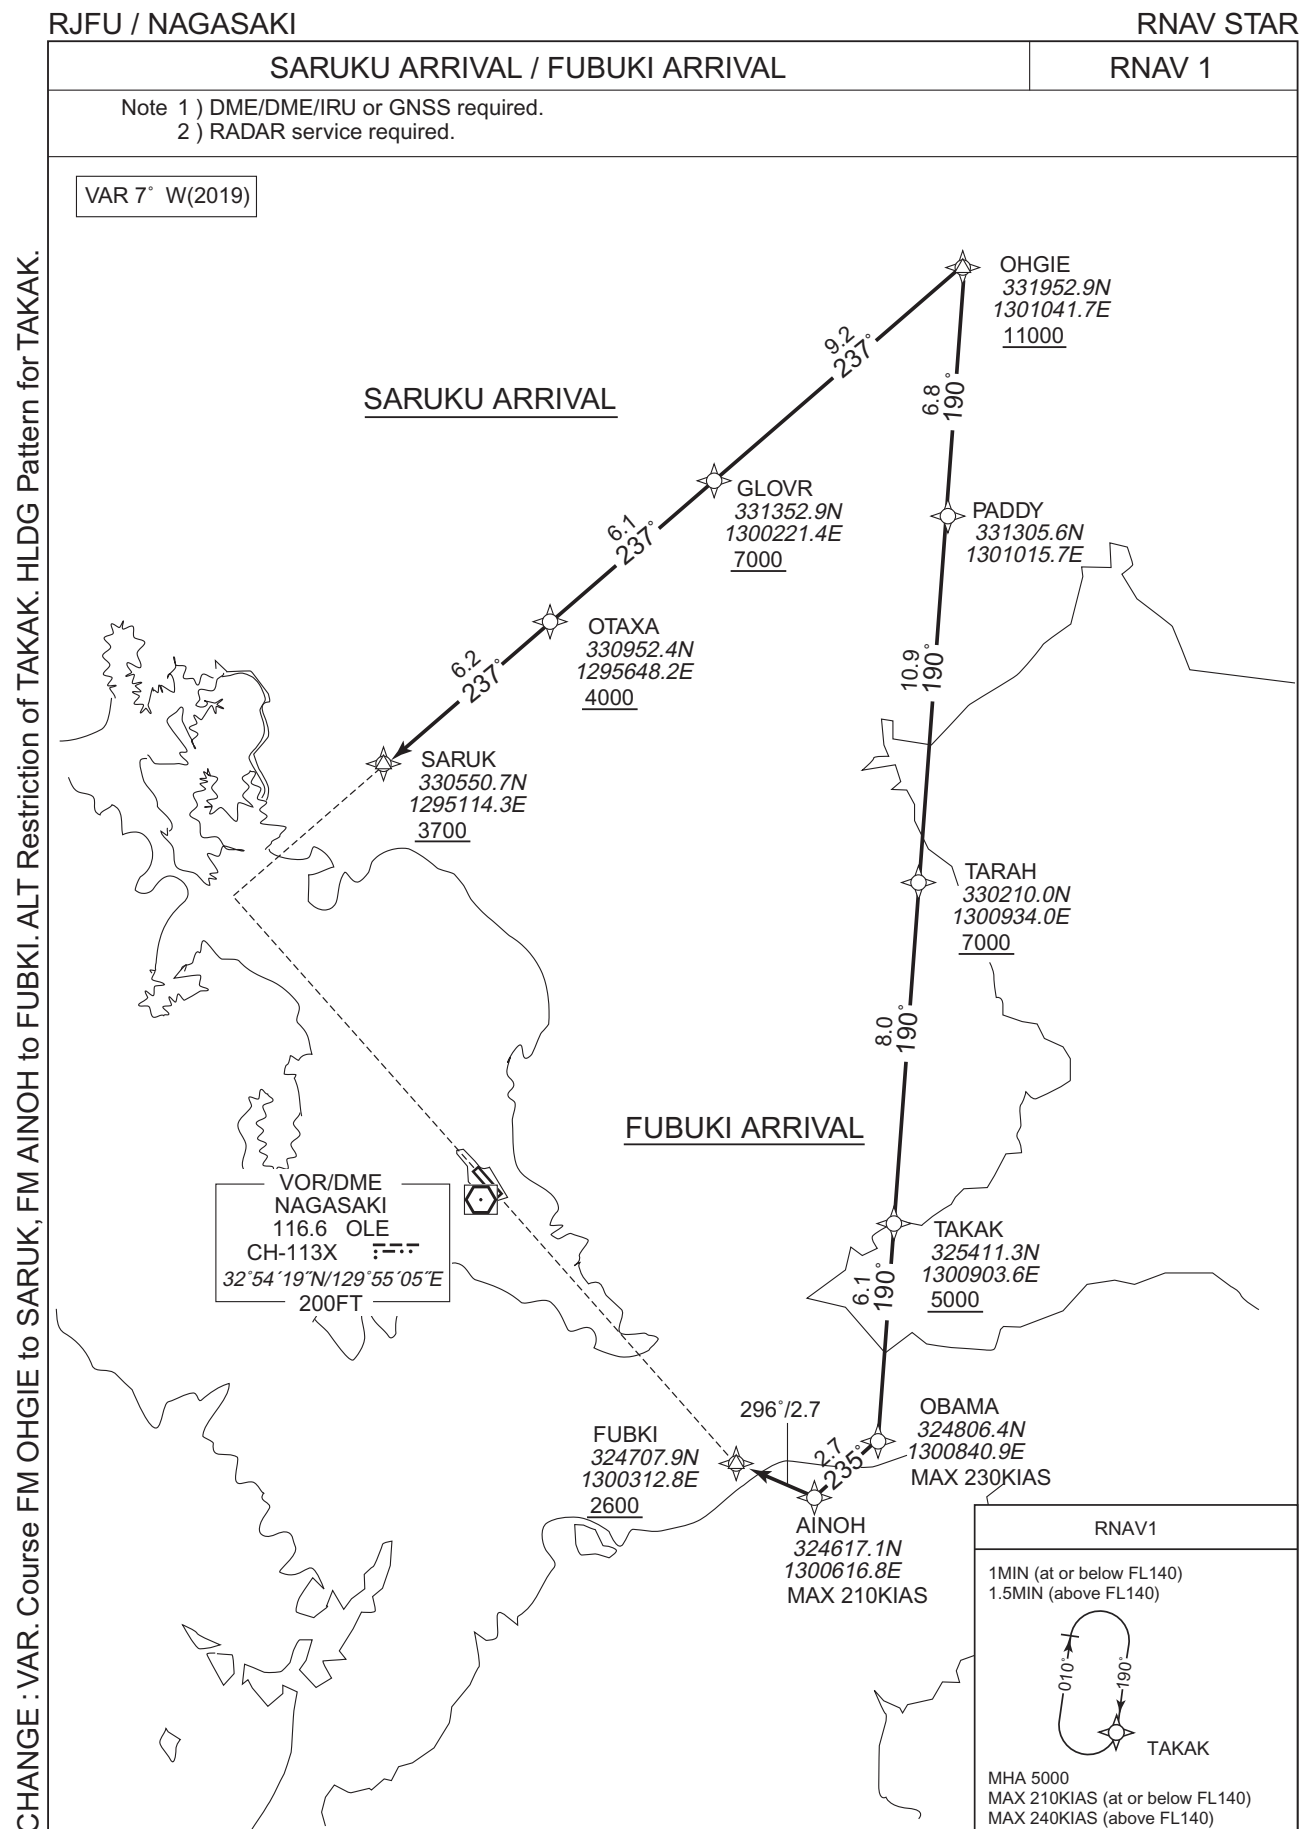 RJFU / NAGASAKI
RNAV STAR
SARUKU ARRIVAL / FUBUKI ARRIVAL
RNAV 1
Note 1 ) DME/DME/IRU or GNSS required.
2 ) RADAR service required.
VAR 7° W(2019)
CHANGE : VAR. Course FM OHGIE to SARUK, FM AINOH to FUBKI. ALT Restriction of TAKAK. HLDG Pattern for TAKAK.
OHGIE
331952.9N
1301041.7E
11000
9.2
237°
6.8
190°
SARUKU ARRIVAL
GLOVR
331352.9N
1300221.4E
7000
PADDY
331305.6N
1301015.7E
6.1
237°
OTAXA
330952.4N
1295648.2E
4000
10.9
190°
6.2
237°
SARUK
330550.7N
1295114.3E
3700
TARAH
330210.0N
1300934.0E
7000
8.0
190°
FUBUKI ARRIVAL
VOR/DME
NAGASAKI
116.6 OLE
CH-113X
32°54´19˝N/129°55´05˝E
200FT
TAKAK
325411.3N
1300903.6E
5000
6.1
190°
296°/2.7
OBAMA
324806.4N
1300840.9E
MAX 230KIAS
FUBKI
324707.9N
1300312.8E
2600
2.7
235°
AINOH
324617.1N
1300616.8E
MAX 210KIAS
RNAV1
1MIN (at or below FL140)
1.5MIN (above FL140)
010°
190°
TAKAK
MHA 5000
MAX 210KIAS (at or below FL140)
MAX 240KIAS (above FL140)